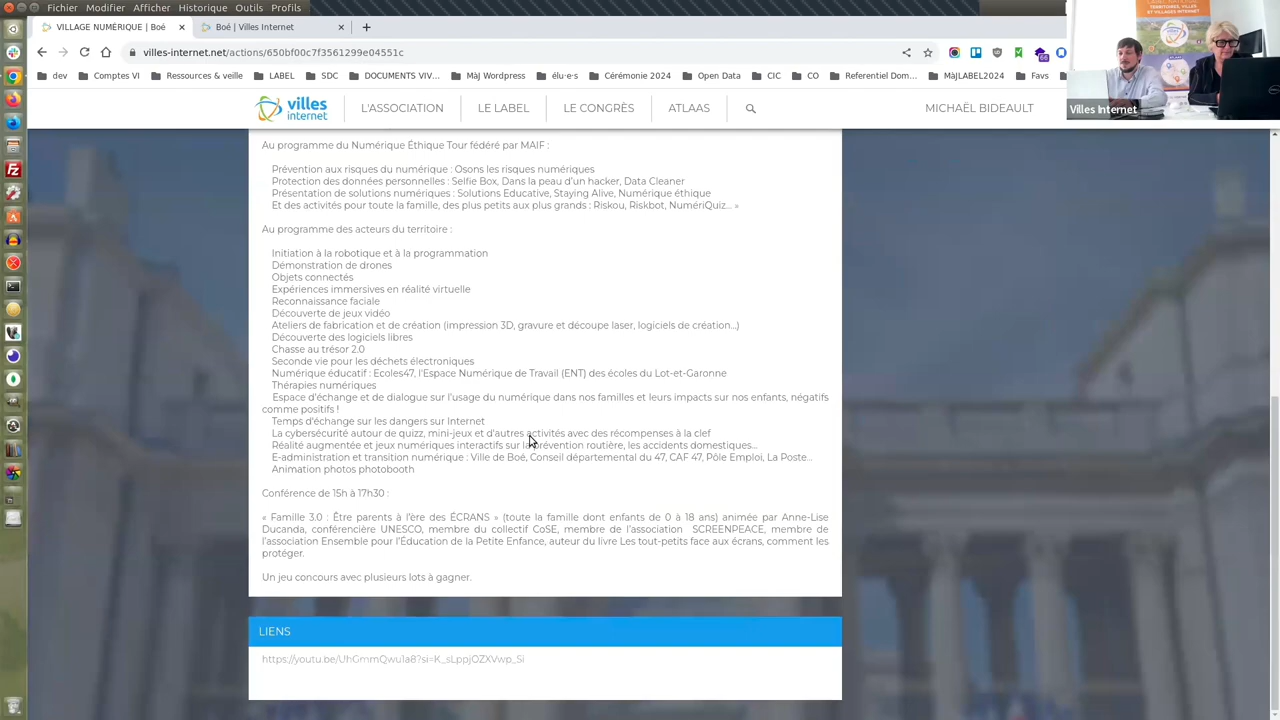 Fichier Modifier Afficher Historique Outils Profils
VILLAGE NUMÉRIQUE | Boé
Boé | Villes Internet
villes-internet.net/actions/650bf00c7f3561299e04551c
dev Comptes VI Ressources & veille LABEL SDC DOCUMENTS VIV... Màj Wordpress élu·e·s Cérémonie 2024 Open Data CIC CO Referentiel Dom... MàjLABEL2024 Favs
66
LABEL NATIONAL
TERRITOIRES, VILLES
ET VILLAGES INTERNET
Villes Internet
villes internet
L'ASSOCIATION LE LABEL LE CONGRÈS ATLAAS MICHAËL BIDEAULT
Au programme du Numérique Éthique Tour fédéré par MAIF :
Prévention aux risques du numérique : Osons les risques numériques
Protection des données personnelles : Selfie Box, Dans la peau d'un hacker, Data Cleaner
Présentation de solutions numériques : Solutions Educative, Staying Alive, Numérique éthique
Et des activités pour toute la famille, des plus petits aux plus grands : Riskou, Riskbot, NumériQuiz... »
Au programme des acteurs du territoire :
Initiation à la robotique et à la programmation
Démonstration de drones
Objets connectés
Expériences immersives en réalité virtuelle
Reconnaissance faciale
Découverte de jeux vidéo
Ateliers de fabrication et de création (impression 3D, gravure et découpe laser, logiciels de création...)
Découverte des logiciels libres
Chasse au trésor 2.0
Seconde vie pour les déchets électroniques
Numérique éducatif : Ecoles47, l'Espace Numérique de Travail (ENT) des écoles du Lot-et-Garonne
Thérapies numériques
Espace d'échange et de dialogue sur l'usage du numérique dans nos familles et leurs impacts sur nos enfants, négatifs
comme positifs !
Temps d'échange sur les dangers sur Internet
La cybersécurité autour de quizz, mini-jeux et d'autres activités avec des récompenses à la clef
Réalité augmentée et jeux numériques interactifs sur la prévention routière, les accidents domestiques...
E-administration et transition numérique : Ville de Boé, Conseil départemental du 47, CAF 47, Pôle Emploi, La Poste...
Animation photos photobooth
Conférence de 15h à 17h30 :
« Famille 3.0 : Être parents à l'ère des ÉCRANS » (toute la famille dont enfants de 0 à 18 ans) animée par Anne-Lise
Ducanda, conférencière UNESCO, membre du collectif CoSE, membre de l'association SCREENPEACE, membre de
l'association Ensemble pour l'Éducation de la Petite Enfance, auteur du livre Les tout-petits face aux écrans, comment les
protéger.
Un jeu concours avec plusieurs lots à gagner.
LIENS
https://youtu.be/UhGmmQwu1a8?si=K_sLppjOZXVwp_5i